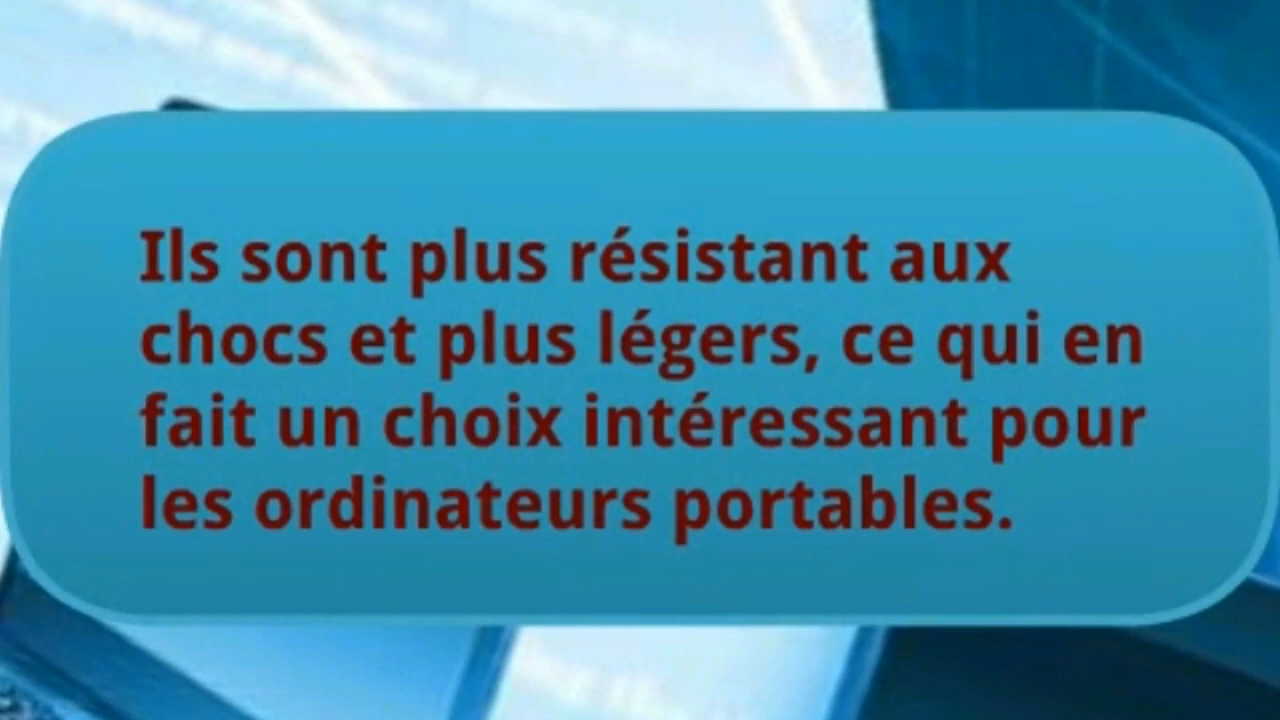 Ils sont plus résistant aux
chocs et plus légers, ce qui en
fait un choix intéressant pour
les ordinateurs portables.